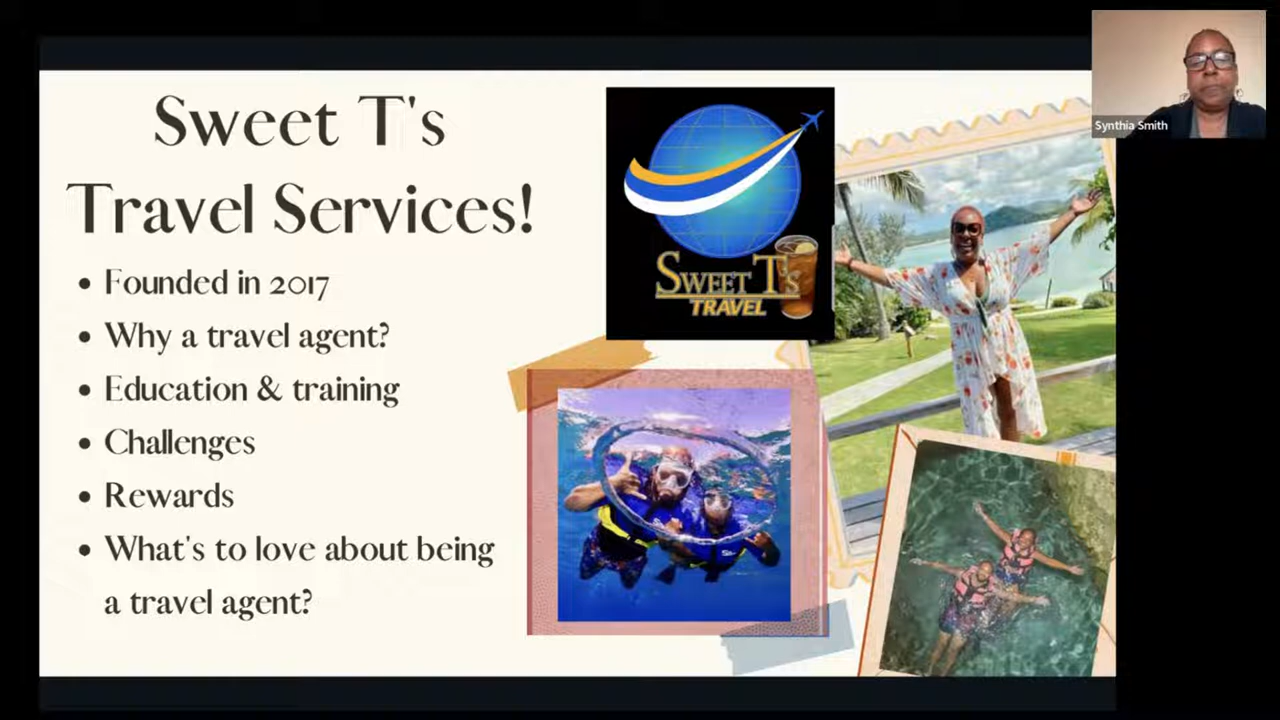 Sweet T's
Travel Services!
• Founded in 2017
• Why a travel agent?
• Education & training
• Challenges
• Rewards
• What's to love about being
a travel agent?
SWEET T'S
TRAVEL
Synthia Smith